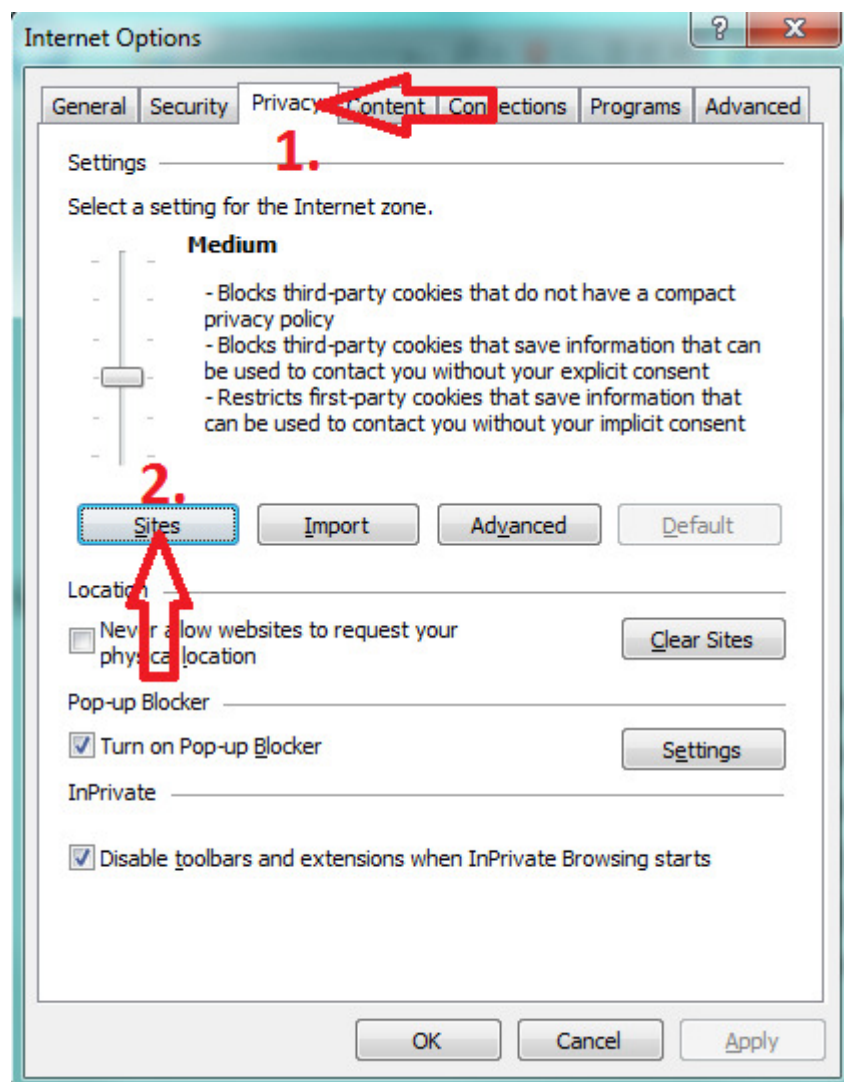 Internet Options
?
X
General Security Privacy Content Connections Programs Advanced
1.
Settings
Select a setting for the Internet zone.
Medium
- Blocks third-party cookies that do not have a compact
privacy policy
- Blocks third-party cookies that save information that can
be used to contact you without your explicit consent
- Restricts first-party cookies that save information that
can be used to contact you without your implicit consent
2.
Sites Import Advanced Default
Location
Never allow websites to request your
physical location
Clear Sites
Pop-up Blocker
Turn on Pop-up Blocker
Settings
InPrivate
Disable toolbars and extensions when InPrivate Browsing starts
OK Cancel Apply